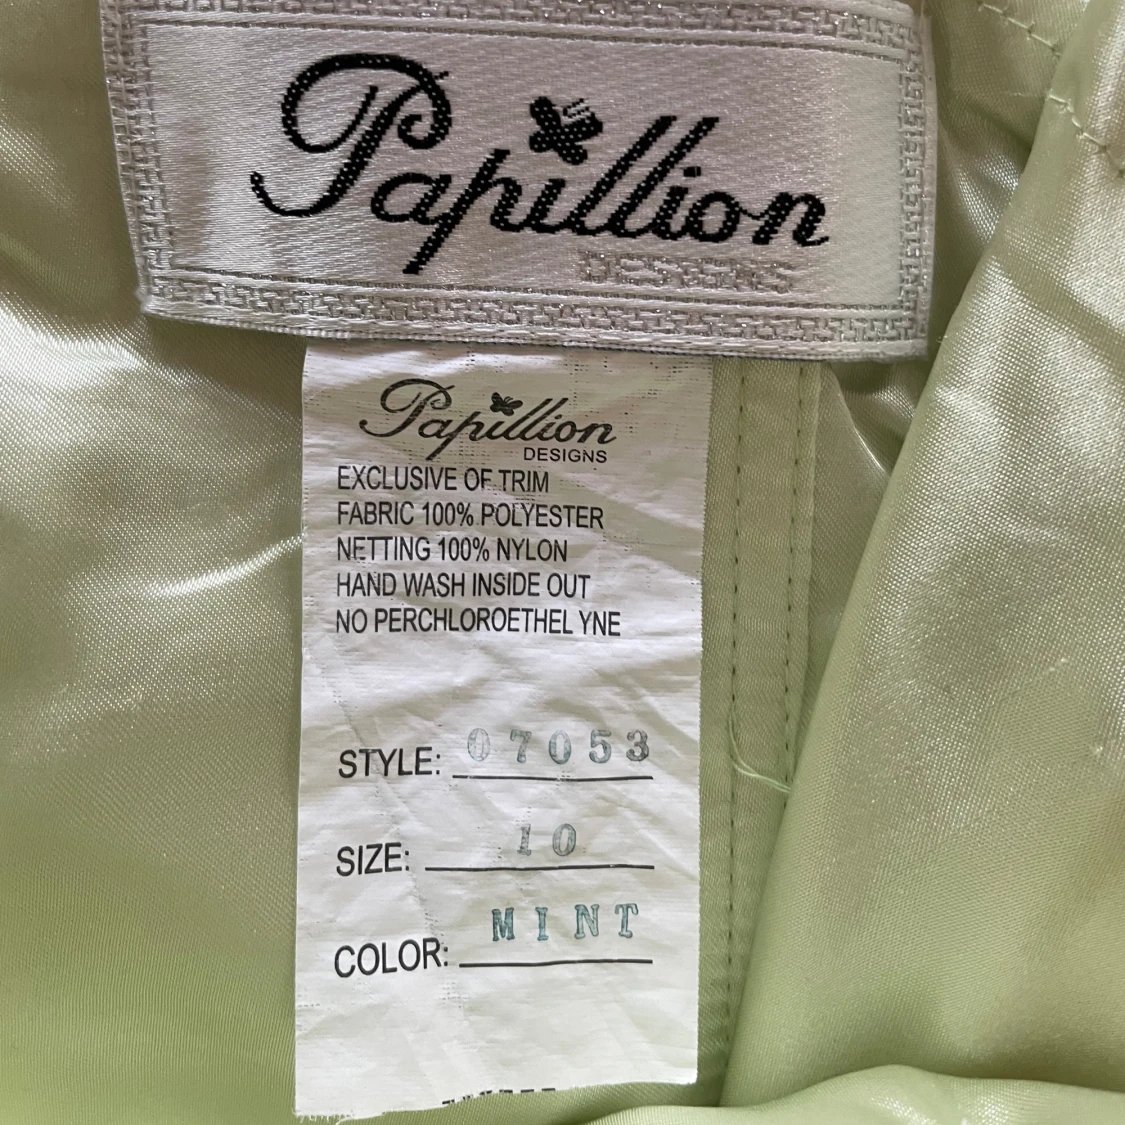 Papillion
DESIGNS
Papillion
DESIGNS
EXCLUSIVE OF TRIM
FABRIC 100% POLYESTER
NETTING 100% NYLON
HAND WASH INSIDE OUT
NO PERCHLOROETHEL YNE
STYLE: 07053
SIZE: 10
COLOR: MINT